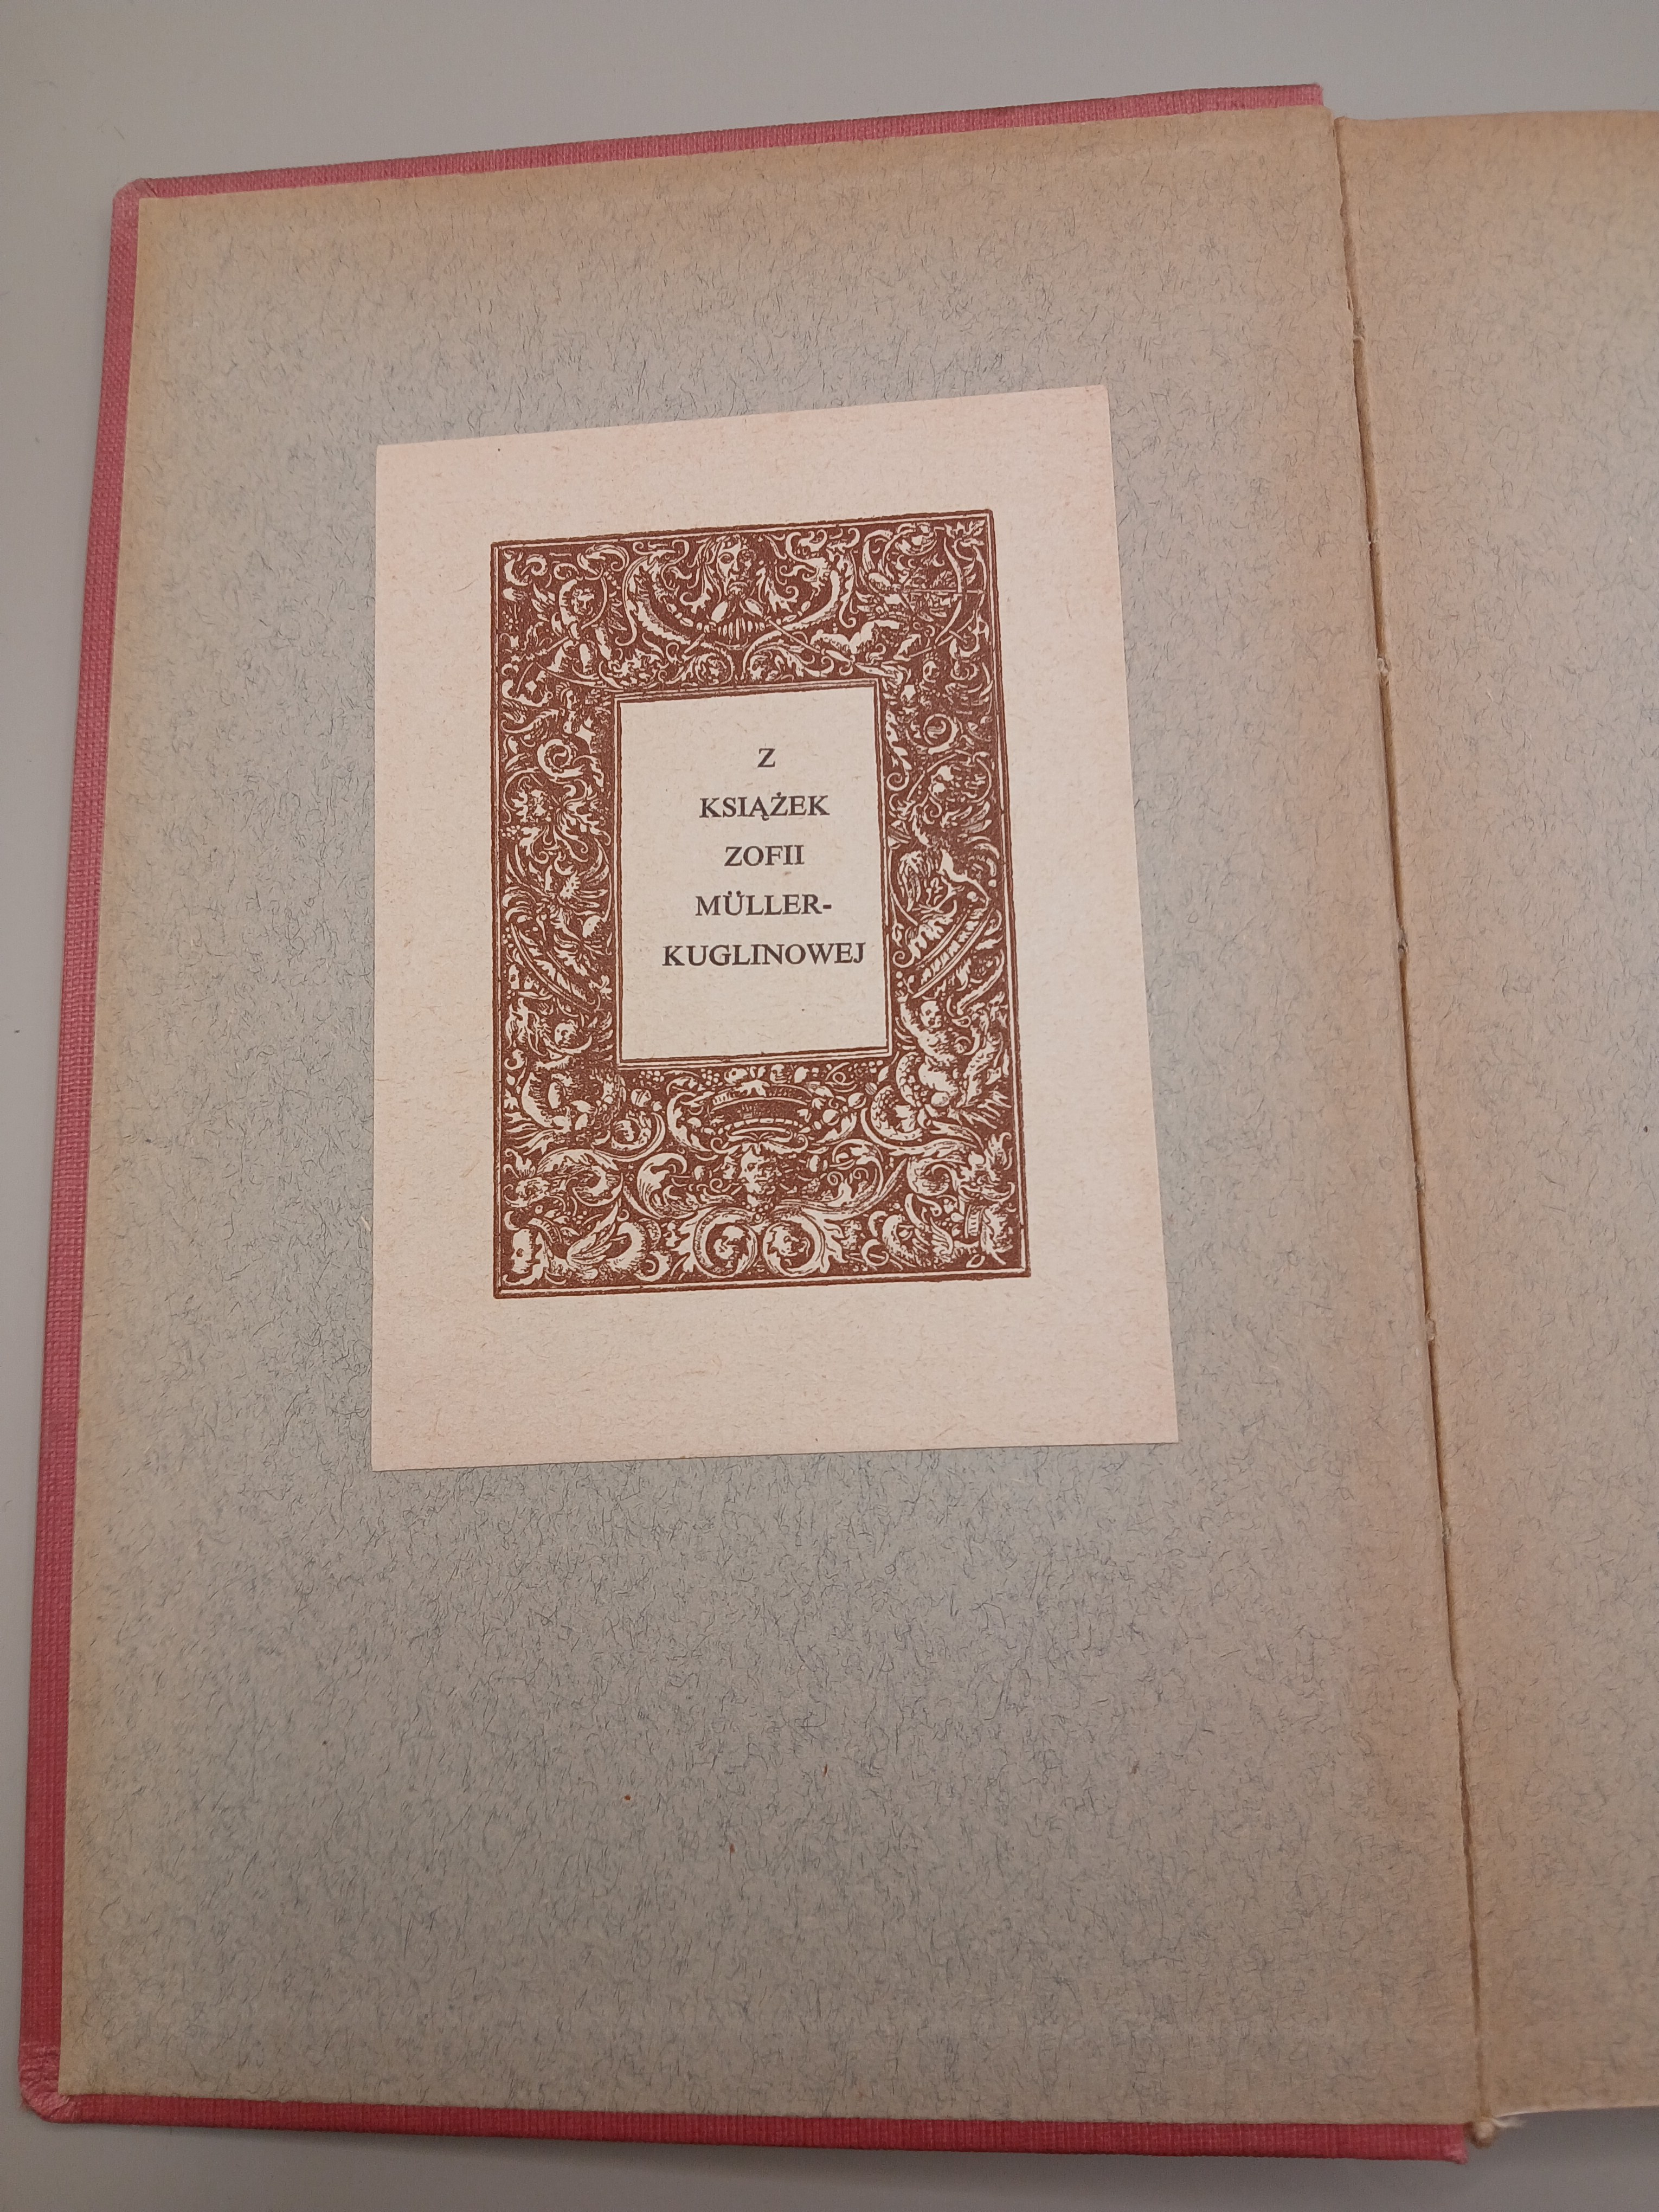 Z
KSIĄŻEK
ZOFII
MÜLLER-
KUGLINOWEJ